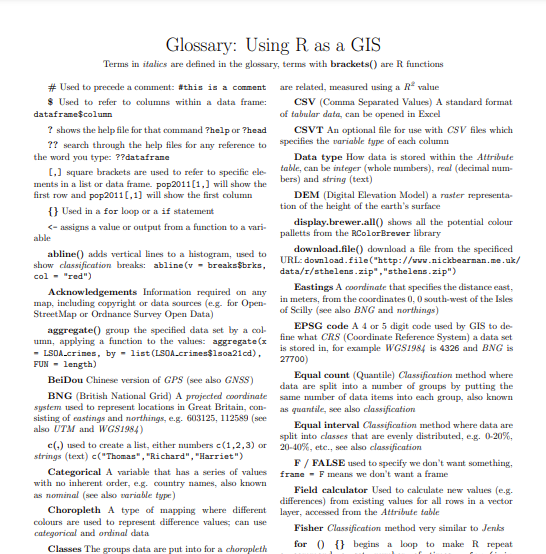 Glossary: Using R as a GIS
Terms in italics are defined in the glossary, terms with brackets() are R functions
# Used to precede a comment: #this is a comment
$ Used to refer to columns within a data frame:
dataframe$column
? shows the help file for that command ?help or ?head
?? search through the help files for any reference to
the word you type: ??dataframe
[,] square brackets are used to refer to specific ele-
ments in a list or data frame. pop2011[1,] will show the
first row and pop2011[,1] will show the first column
{} Used in a for loop or a if statement
<- assigns a value or output from a function to a vari-
able
abline() adds vertical lines to a histogram, used to
show classification breaks: abline(v = breaks$brks,
col = "red")
Acknowledgements Information required on any
map, including copyright or data sources (e.g. for Open-
StreetMap or Ordnance Survey Open Data)
aggregate() group the specified data set by a col-
umn, applying a function to the values: aggregate(x
= LSOA_crimes, by = list(LSOA_crimes$lsoa21cd),
FUN = length)
BeiDou Chinese version of GPS (see also GNSS)
BNG (British National Grid) A projected coordinate
system used to represent locations in Great Britain, con-
sisting of eastings and northings, e.g. 603125, 112589 (see
also UTM and WGS1984)
c(,) used to create a list, either numbers c(1,2,3) or
strings (text) c("Thomas","Richard","Harriet")
Categorical A variable that has a series of values
with no inherent order, e.g. country names, also known
as nominal (see also variable type)
Choropleth A type of mapping where different
colours are used to represent difference values; can use
categorical and ordinal data
Classes The groups data are put into for a choropleth
are related, measured using a R² value
CSV (Comma Separated Values) A standard format
of tabular data, can be opened in Excel
CSVT An optional file for use with CSV files which
specifies the variable type of each column
Data type How data is stored within the Attribute
table, can be integer (whole numbers), real (decimal num-
bers) and string (text)
DEM (Digital Elevation Model) a raster representa-
tion of the height of the earth's surface
display.brewer.all() shows all the potential colour
palletts from the RColorBrewer library
download.file() download a file from the specificed
URL: download.file("http://www.nickbearman.me.uk/
data/r/sthelens.zip","sthelens.zip")
Eastings A coordinate that specifies the distance east,
in meters, from the coordinates 0, 0 south-west of the Isles
of Scilly (see also BNG and northings)
EPSG code A 4 or 5 digit code used by GIS to de-
fine what CRS (Coordinate Reference System) a data set
is stored in, for example WGS1984 is 4326 and BNG is
27700)
Equal count (Quantile) Classification method where
data are split into a number of groups by putting the
same number of data items into each group, also known
as quantile, see also classification
Equal interval Classification method where data are
split into classes that are evenly distributed, e.g. 0-20%,
20-40%, etc., see also classification
F / FALSE used to specify we don't want something,
frame = F means we don't want a frame
Field calculator Used to calculate new values (e.g.
differences) from existing values for all rows in a vector
layer, accessed from the Attribute table
Fisher Classification method very similar to Jenks
for () {} begins a loop to make R repeat